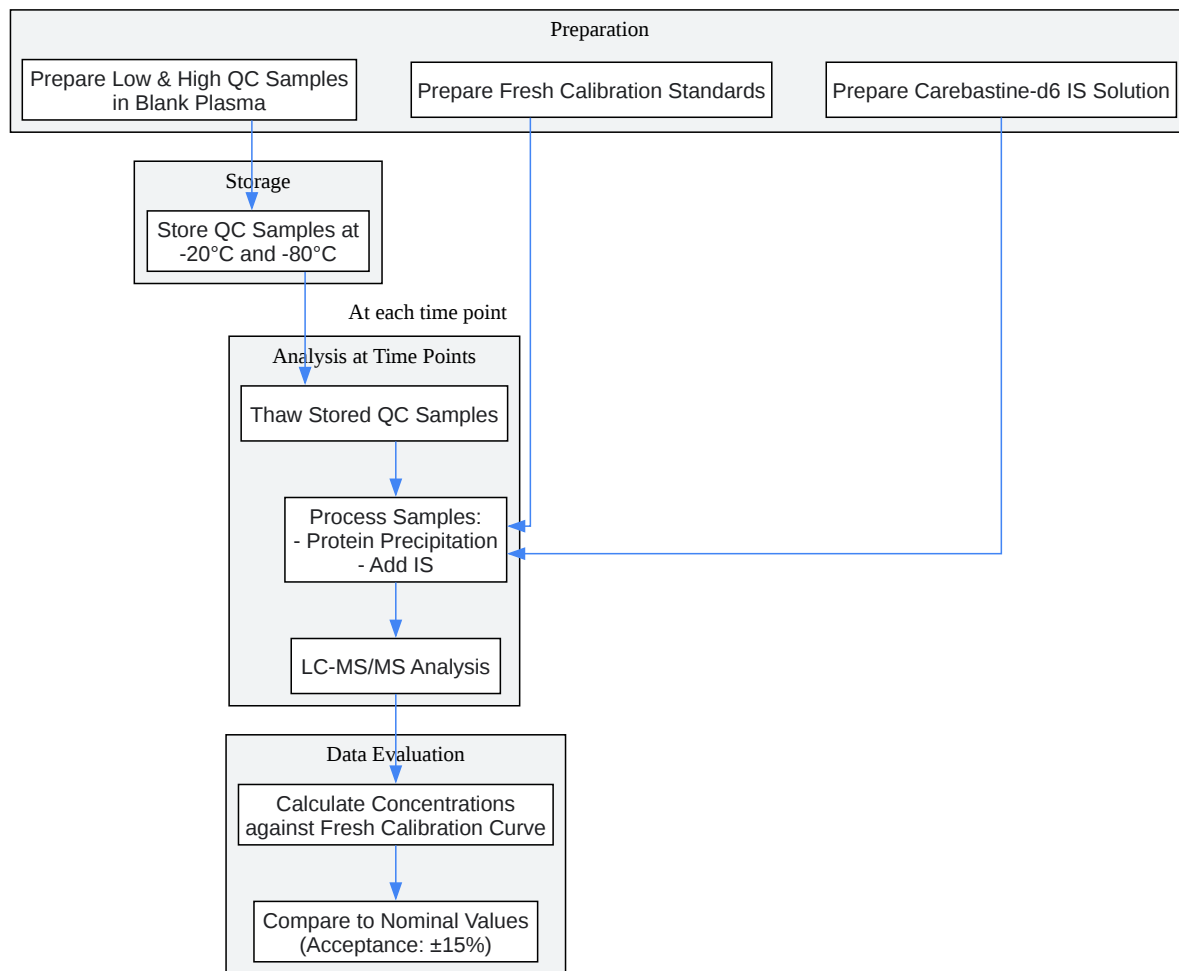 Preparation
Prepare Low & High QC Samples
in Blank Plasma
Prepare Fresh Calibration Standards
Prepare Carebastine-d6 IS Solution
Storage
Store QC Samples at
-20°C and -80°C
At each time point
Analysis at Time Points
Thaw Stored QC Samples
Process Samples:
- Protein Precipitation
- Add IS
LC-MS/MS Analysis
Data Evaluation
Calculate Concentrations
against Fresh Calibration Curve
Compare to Nominal Values
(Acceptance: ±15%)